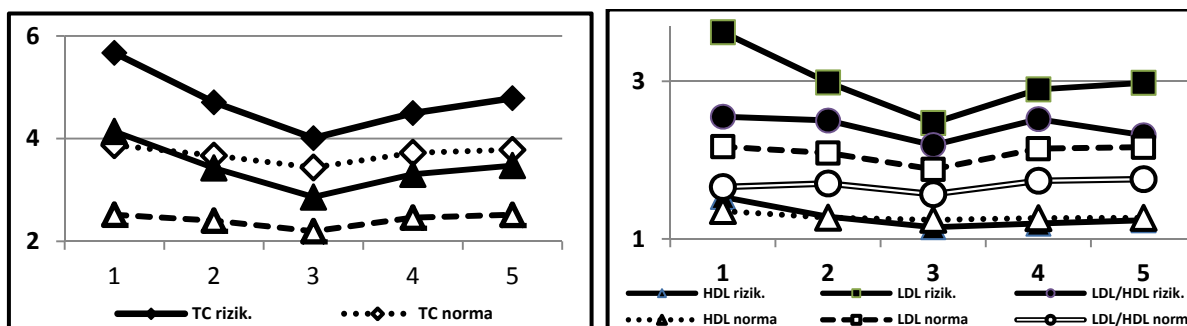 6
4
2
1 2 3 4 5
TC rizik. TC norma
3
1
1 2 3 4 5
HDL rizik. LDL rizik. LDL/HDL rizik.
HDL norma LDL norma LDL/HDL norma